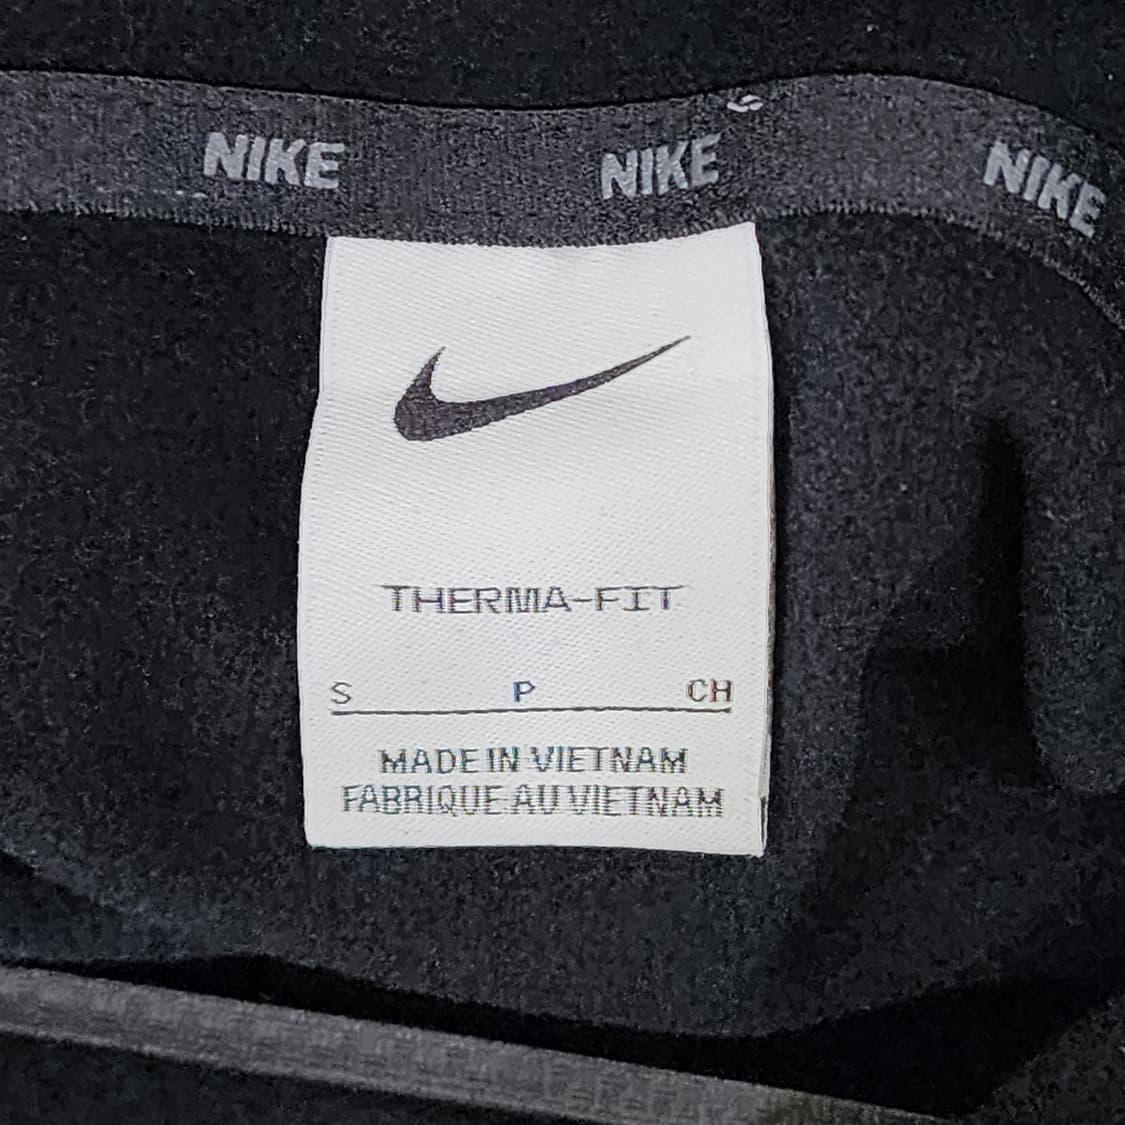 NIKE NIKE NIKE
THERMA-FIT
S P CH
MADE IN VIETNAM
FABRIQUE AU VIETNAM